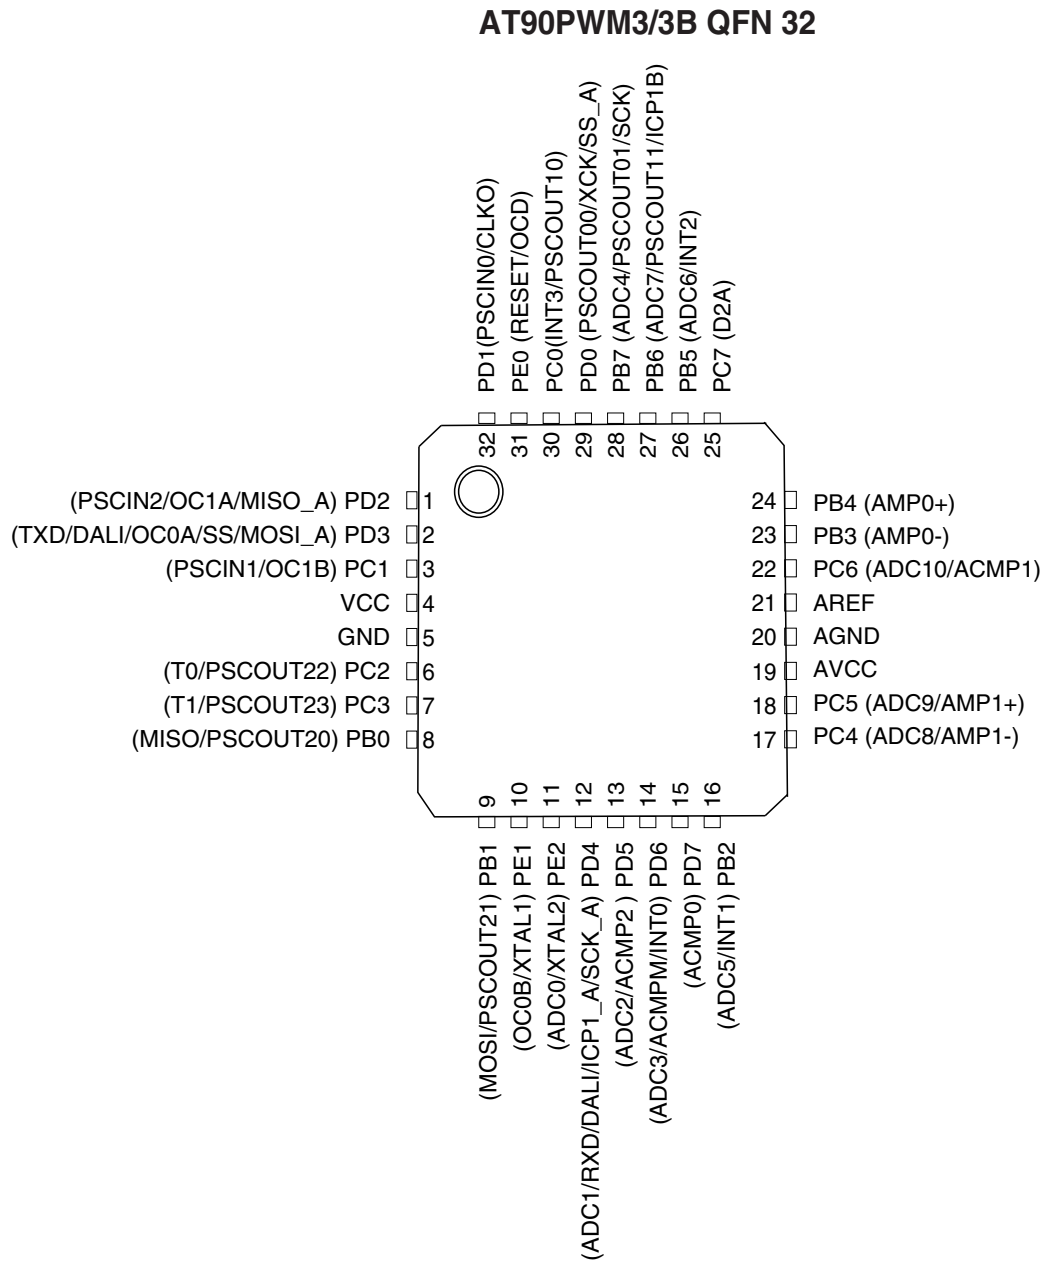 AT90PWM3/3B QFN 32
PD1(PSCIN0/CLKO)
PE0 (RESET/OCD)
PC0(INT3/PSCOUT10)
PD0 (PSCOUT00/XCK/SS_A)
PB7 (ADC4/PSCOUT01/SCK)
PB6 (ADC7/PSCOUT11/ICP1B)
PB5 (ADC6/INT2)
PC7 (D2A)
32
31
30
29
28
27
26
25
(PSCIN2/OC1A/MISO_A) PD2 1
(TXD/DALI/OC0A/SS/MOSI_A) PD3 2
(PSCIN1/OC1B) PC1 3
VCC 4
GND 5
(T0/PSCOUT22) PC2 6
(T1/PSCOUT23) PC3 7
(MISO/PSCOUT20) PB0 8
24 PB4 (AMP0+)
23 PB3 (AMP0-)
22 PC6 (ADC10/ACMP1)
21 AREF
20 AGND
19 AVCC
18 PC5 (ADC9/AMP1+)
17 PC4 (ADC8/AMP1-)
9
10
11
12
13
14
15
16
(MOSI/PSCOUT21) PB1
(OC0B/XTAL1) PE1
(ADC0/XTAL2) PE2
(ADC1/RXD/DALI/ICP1_A/SCK_A) PD4
(ADC2/ACMP2 ) PD5
(ADC3/ACMPM/INT0) PD6
(ACMP0) PD7
(ADC5/INT1) PB2